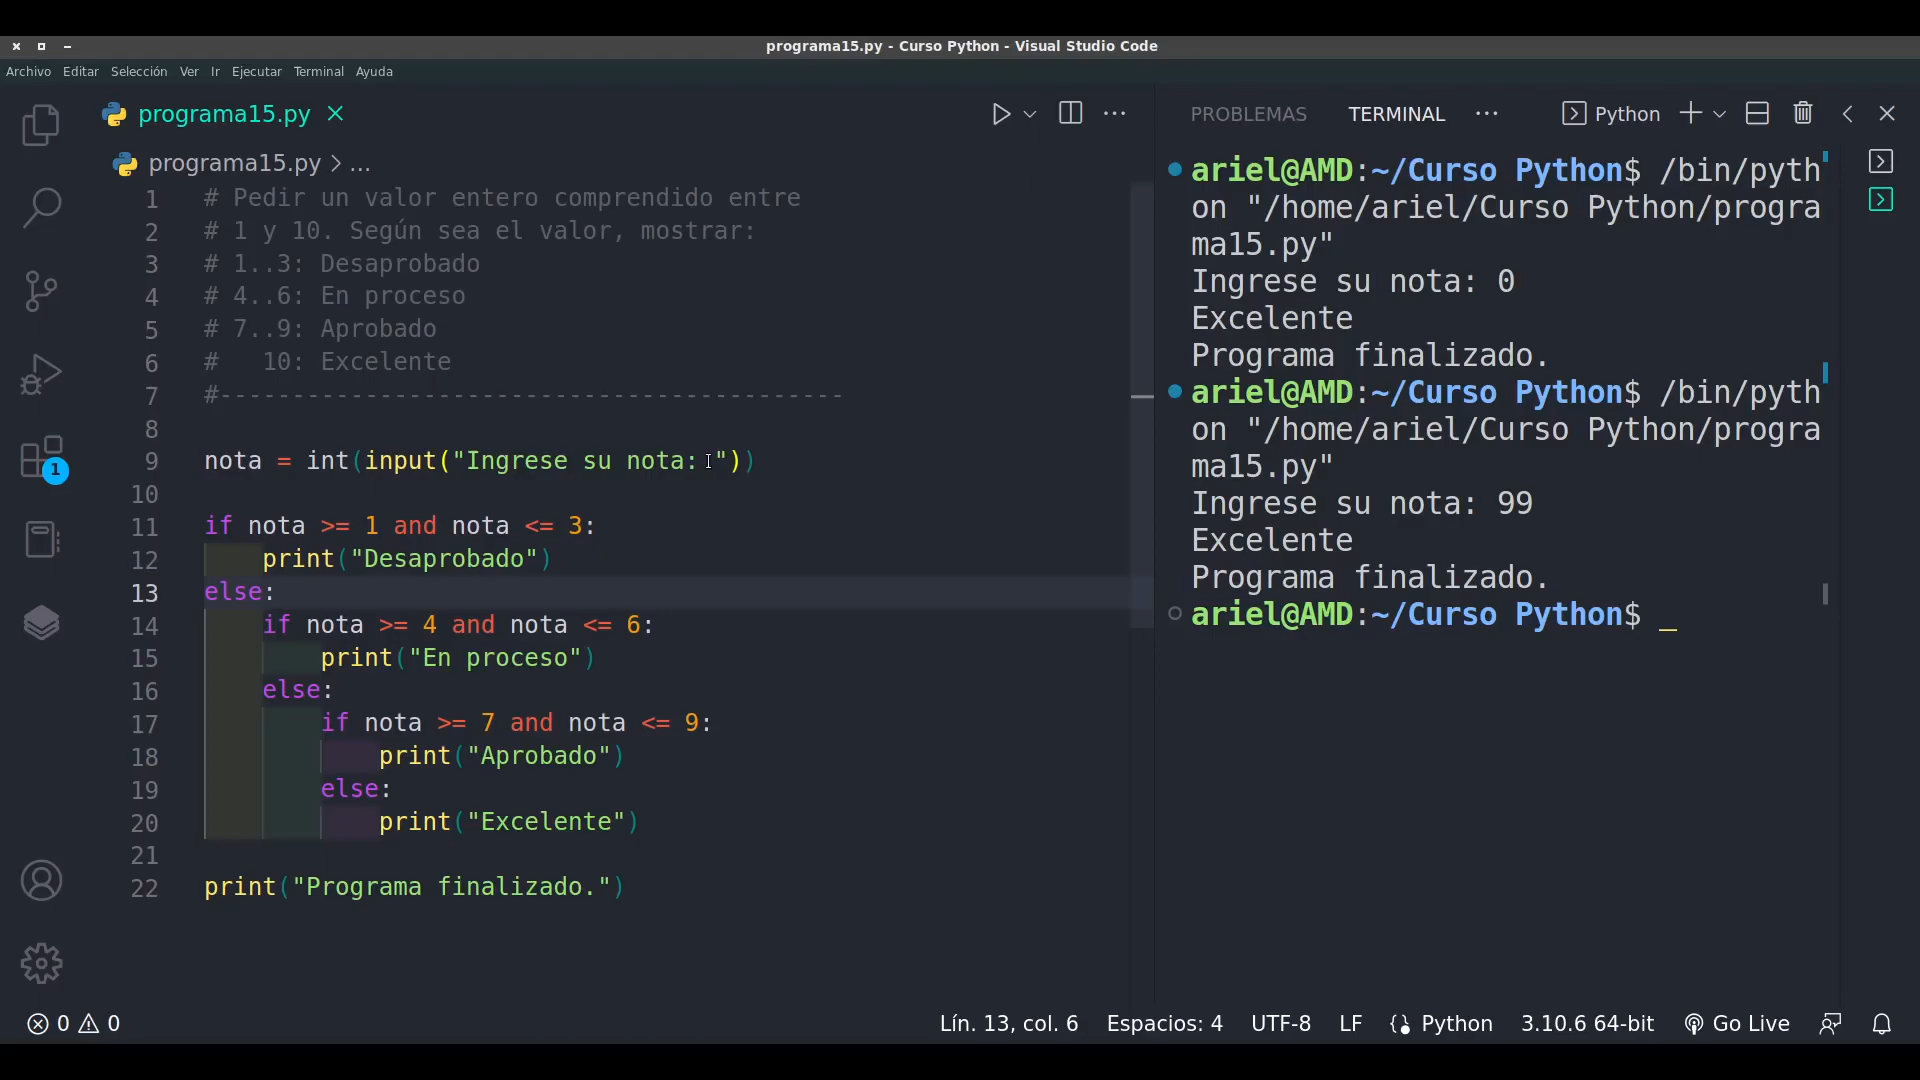 programa15.py - Curso Python - Visual Studio Code
Archivo Editar Selección Ver Ir Ejecutar Terminal Ayuda
programa15.py
programa15.py > ...
1 # Pedir un valor entero comprendido entre
2 # 1 y 10. Según sea el valor, mostrar:
3 # 1..3: Desaprobado
4 # 4..6: En proceso
5 # 7..9: Aprobado
6 #   10: Excelente
7 #-------------------------------------------
8
9 nota = int(input("Ingrese su nota: "))
10
11 if nota >= 1 and nota <= 3:
12     print("Desaprobado")
13 else:
14     if nota >= 4 and nota <= 6:
15         print("En proceso")
16     else:
17         if nota >= 7 and nota <= 9:
18             print("Aprobado")
19         else:
20             print("Excelente")
21
22 print("Programa finalizado.")
PROBLEMAS TERMINAL ... Python
ariel@AMD:~/Curso Python$ /bin/pyth
on "/home/ariel/Curso Python/progra
ma15.py"
Ingrese su nota: 0
Excelente
Programa finalizado.
ariel@AMD:~/Curso Python$ /bin/pyth
on "/home/ariel/Curso Python/progra
ma15.py"
Ingrese su nota: 99
Excelente
Programa finalizado.
ariel@AMD:~/Curso Python$ _
1
0 0 Lín. 13, col. 6 Espacios: 4 UTF-8 LF Python 3.10.6 64-bit Go Live